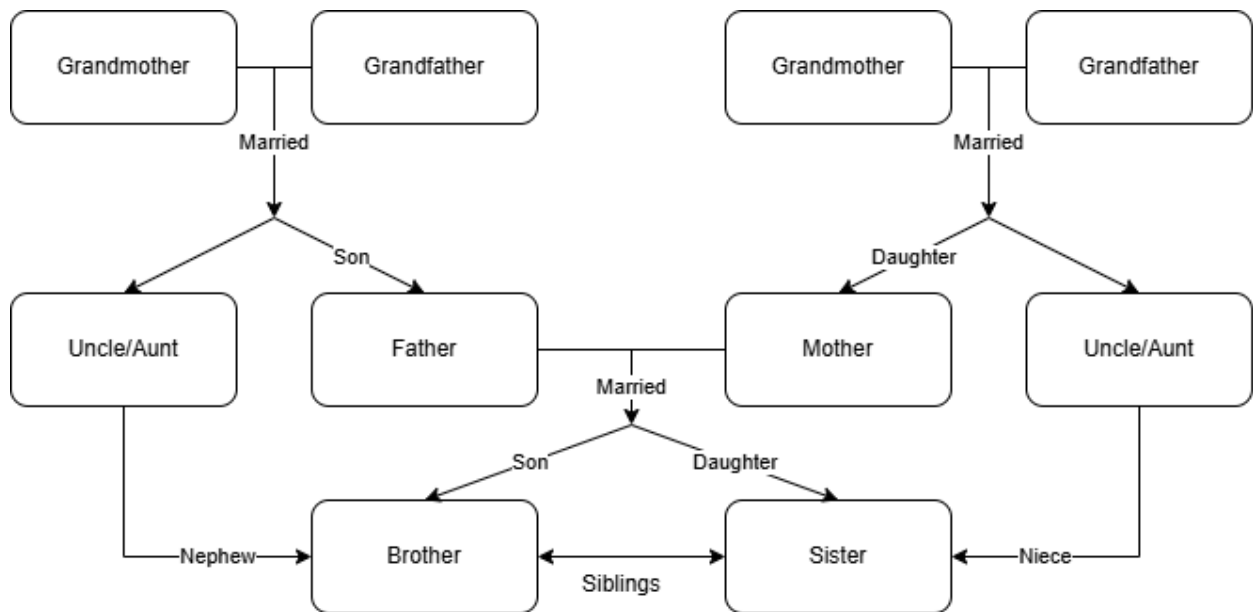 Grandmother
Grandfather
Grandmother
Grandfather
Married
Married
Son
Daughter
Uncle/Aunt
Father
Mother
Uncle/Aunt
Married
Son
Daughter
Nephew
Brother
Siblings
Sister
Niece